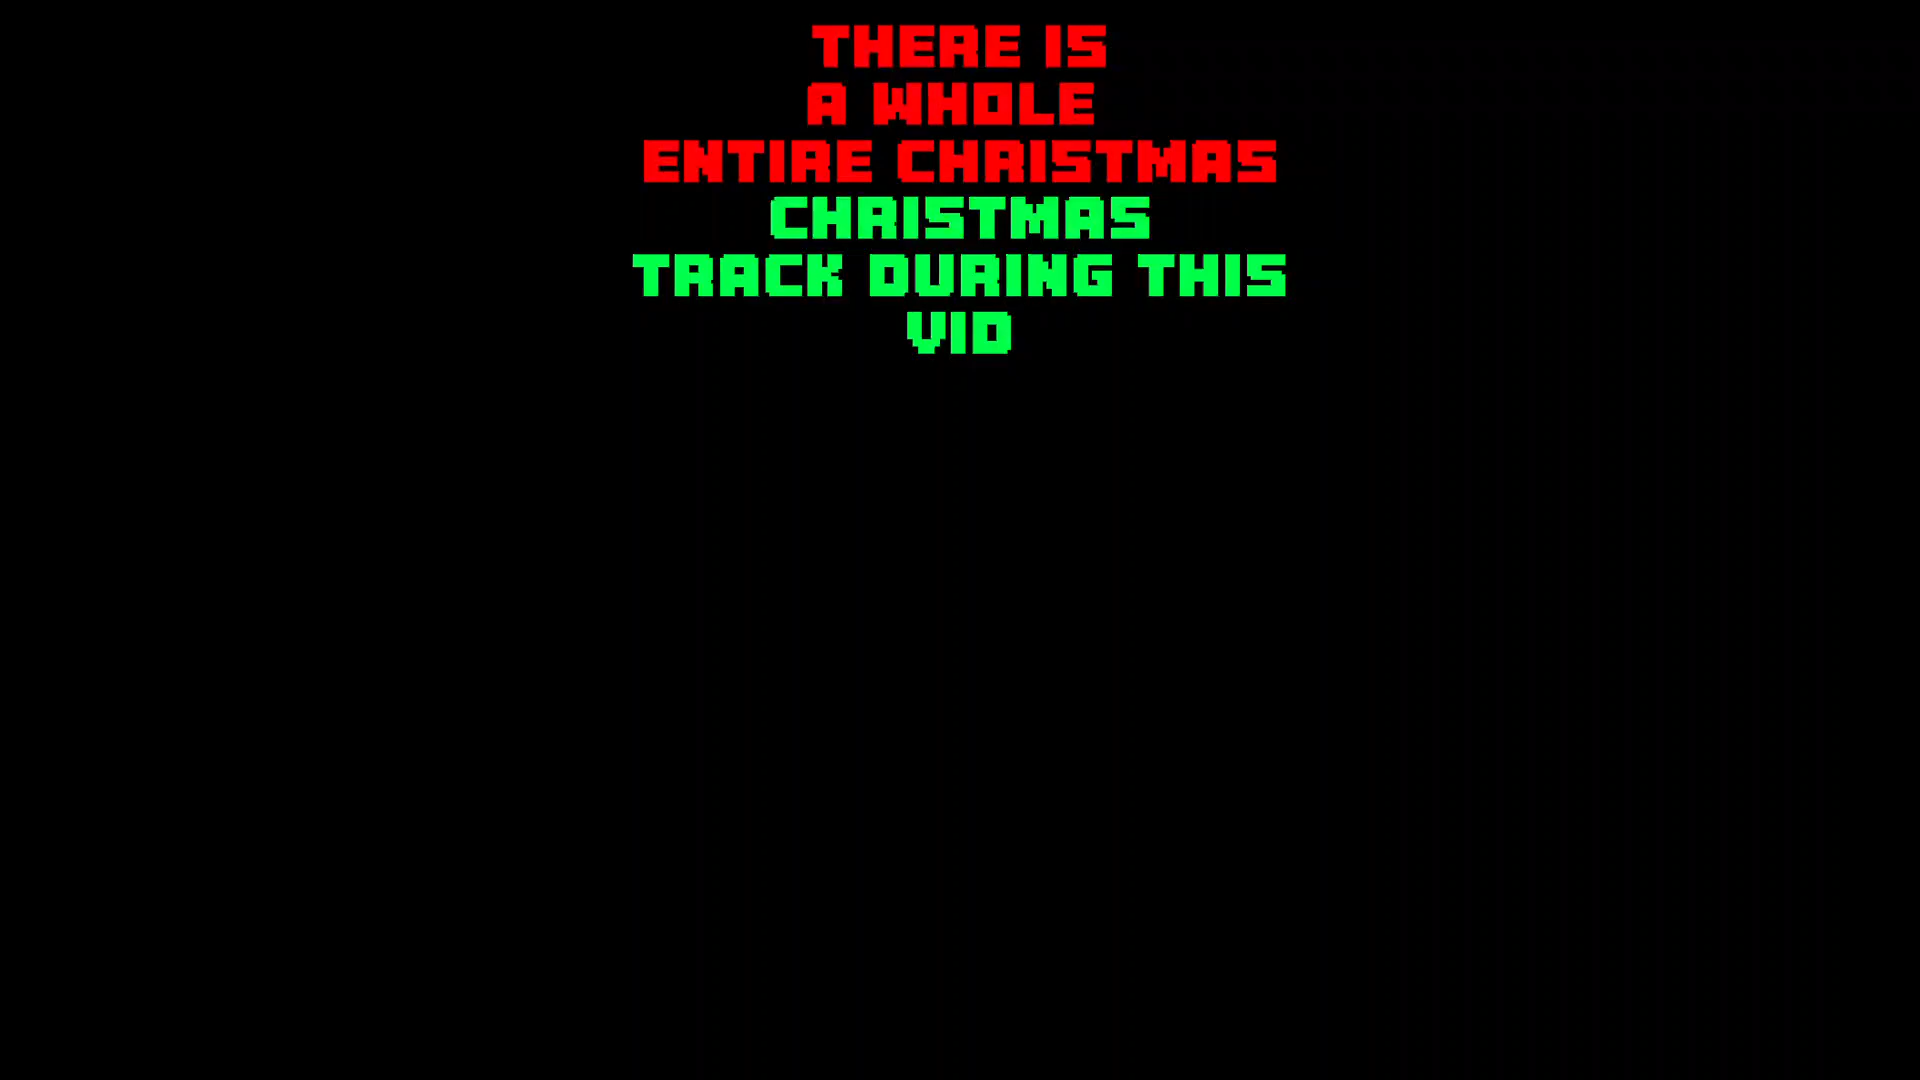 THERE IS
A WHOLE
ENTIRE CHRISTMAS
CHRISTMAS
TRACK DURING THIS
VID